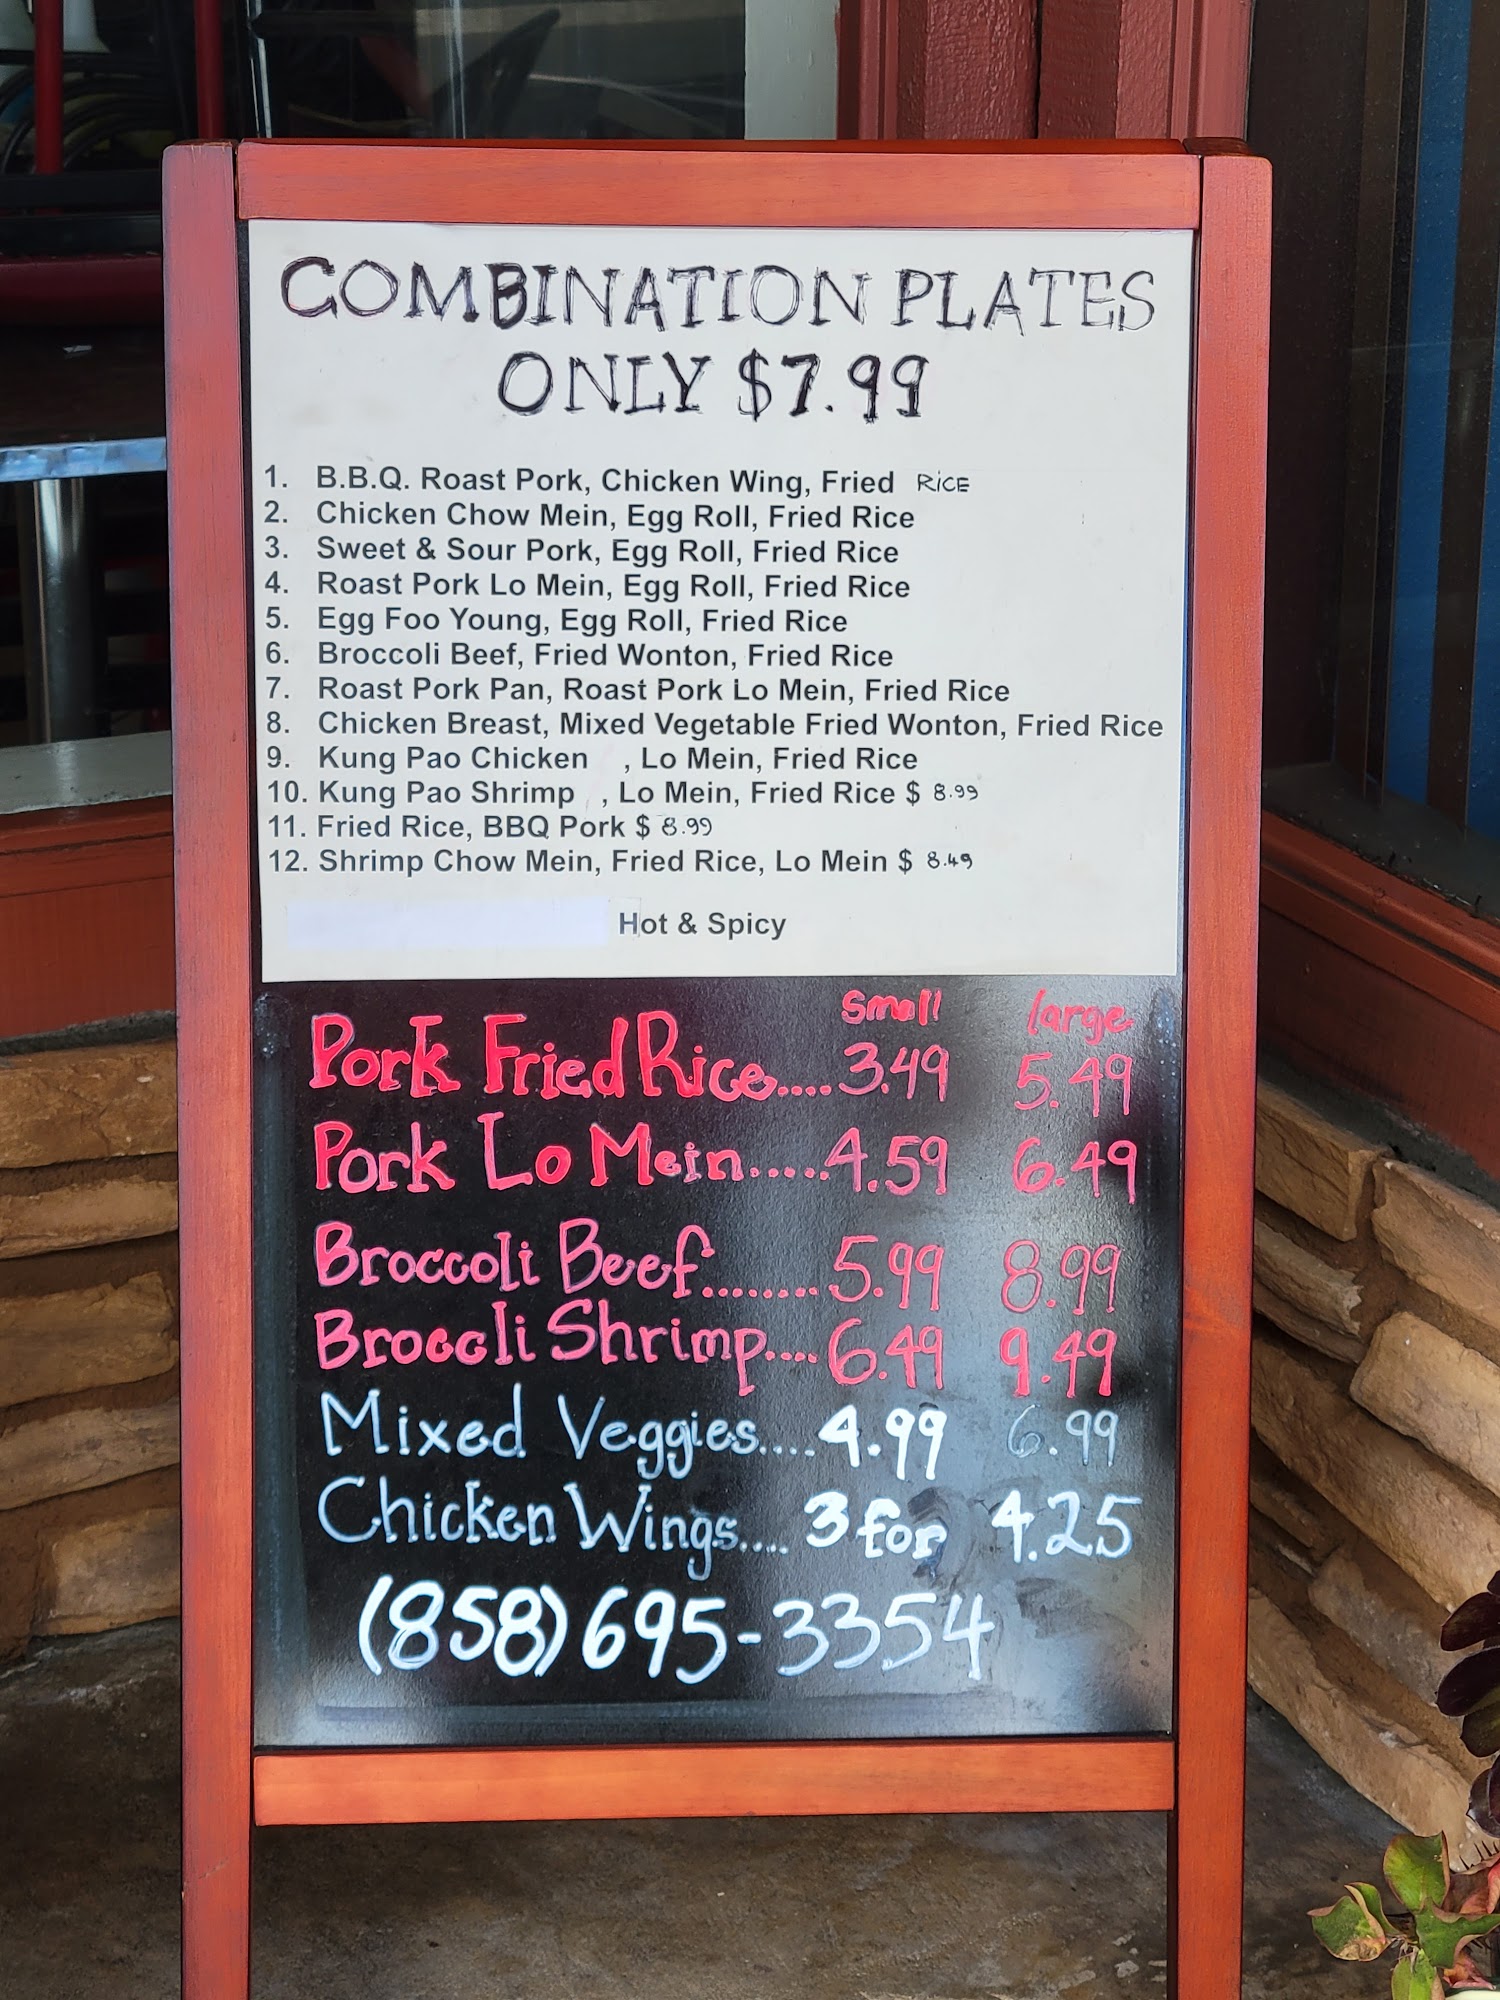 COMBINATION PLATES
ONLY $7.99
1. B.B.Q. Roast Pork, Chicken Wing, Fried RiCE
2. Chicken Chow Mein, Egg Roll, Fried Rice
3. Sweet & Sour Pork, Egg Roll, Fried Rice
4. Roast Pork Lo Mein, Egg Roll, Fried Rice
5. Egg Foo Young, Egg Roll, Fried Rice
6. Broccoli Beef, Fried Wonton, Fried Rice
7. Roast Pork Pan, Roast Pork Lo Mein, Fried Rice
8. Chicken Breast, Mixed Vegetable Fried Wonton, Fried Rice
9. Kung Pao Chicken , Lo Mein, Fried Rice
10. Kung Pao Shrimp , Lo Mein, Fried Rice $ 8.99
11. Fried Rice, BBQ Pork $ 8.99
12. Shrimp Chow Mein, Fried Rice, Lo Mein $ 8.49
Hot & Spicy
Small large
Pork Fried Rice.... 3.49 5.49
Pork Lo Mein..... 4.59 6.49
Broccoli Beef........ 5.99 8.99
Broccli Shrimp.... 6.49 9.49
Mixed Veggies.... 4.99 6.99
Chicken Wings.... 3 for 4.25
(858) 695-3354